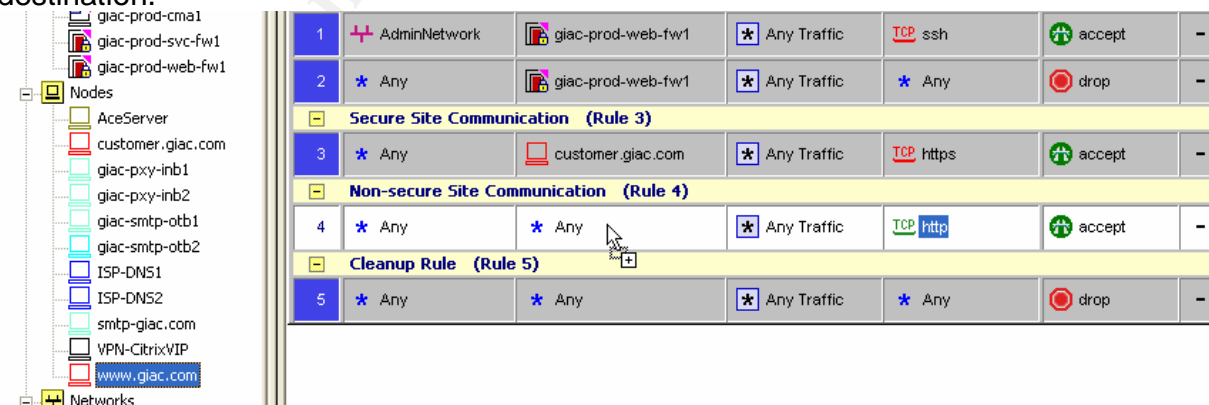 destination.
giac-prod-cma1
giac-prod-svc-fw1
giac-prod-web-fw1
Nodes
AceServer
customer.giac.com
giac-pxy-inb1
giac-pxy-inb2
giac-smtp-otb1
giac-smtp-otb2
ISP-DNS1
ISP-DNS2
smtp-giac.com
VPN-CitrixVIP
www.giac.com
Networks
1 AdminNetwork giac-prod-web-fw1 * Any Traffic TCP ssh accept -
2 * Any giac-prod-web-fw1 * Any Traffic * Any drop -
Secure Site Communication (Rule 3)
3 * Any customer.giac.com * Any Traffic TCP https accept -
Non-secure Site Communication (Rule 4)
4 * Any * Any * Any Traffic TCP http accept -
Cleanup Rule (Rule 5)
5 * Any * Any * Any Traffic * Any drop -